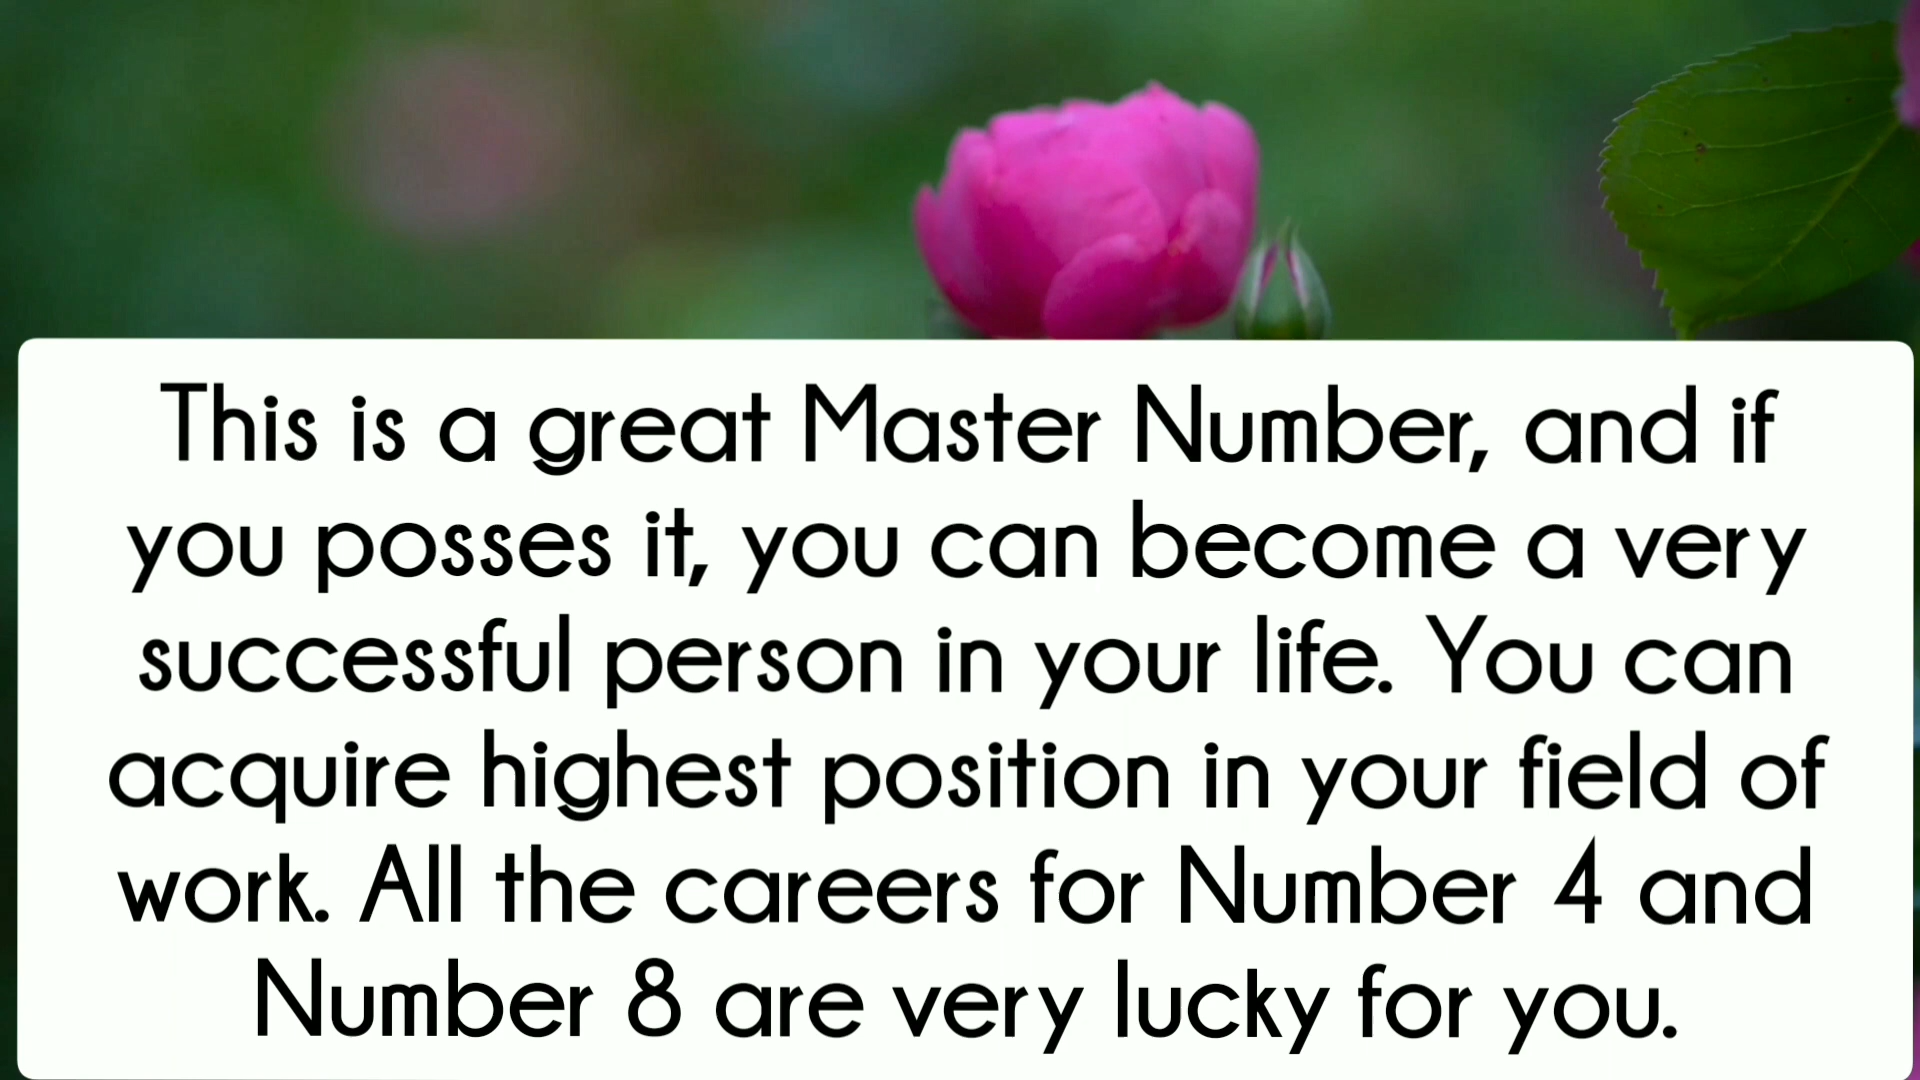 This is a great Master Number, and if
you posses it, you can become a very
successful person in your life. You can
acquire highest position in your field of
work. All the careers for Number 4 and
Number 8 are very lucky for you.